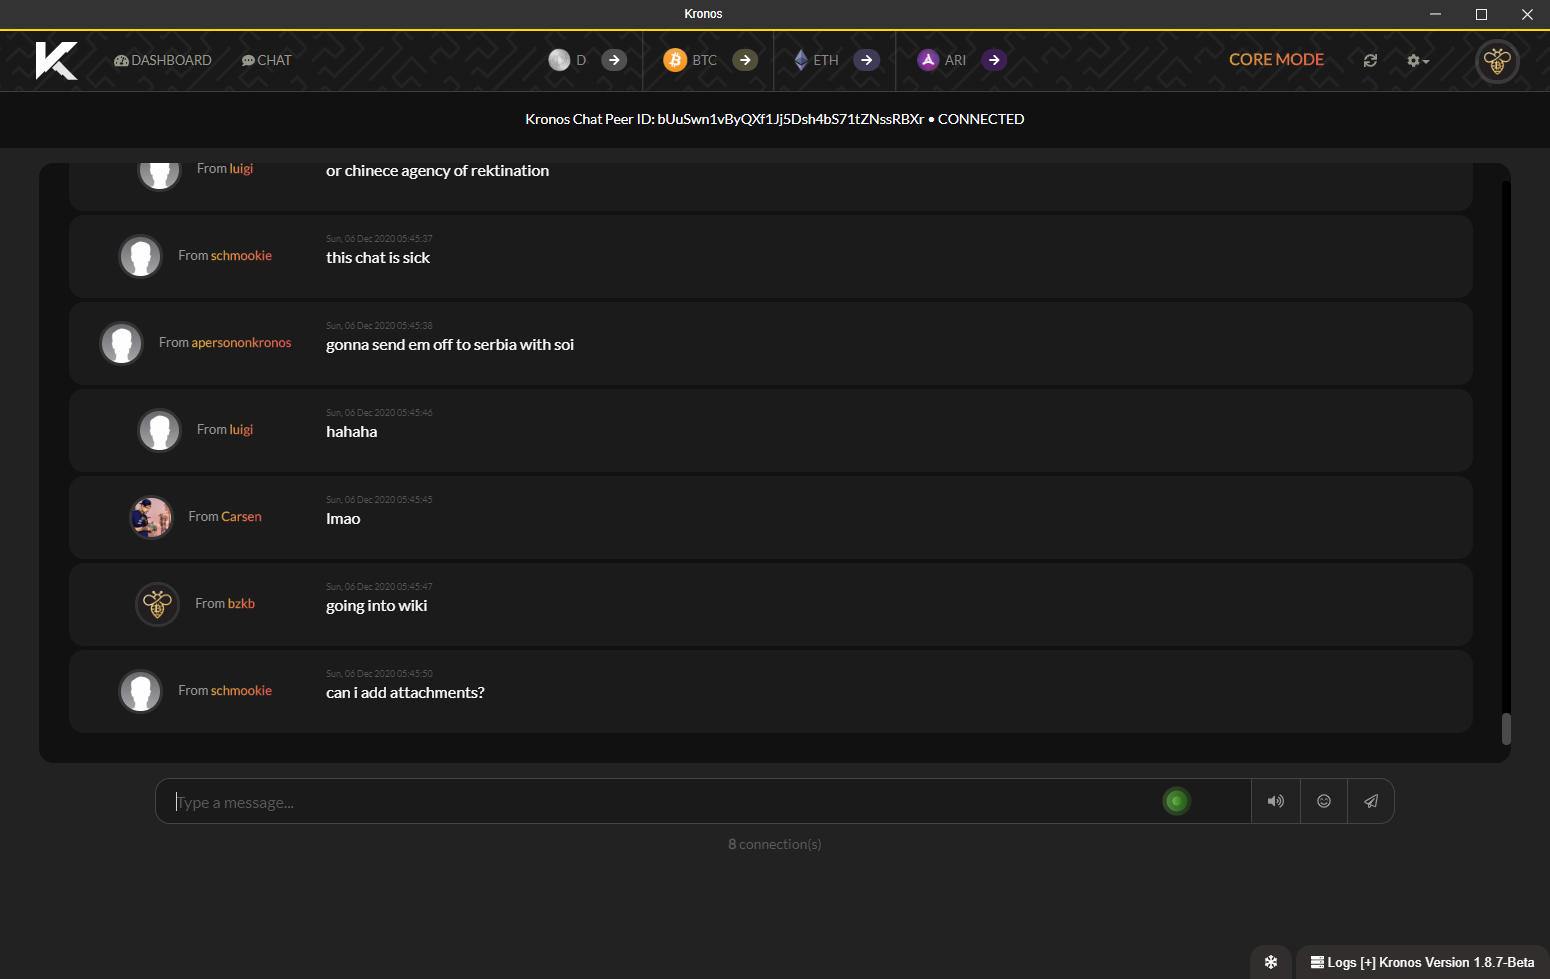 Kronos
DASHBOARD CHAT D BTC ETH ARI CORE MODE
Kronos Chat Peer ID: bUuSwn1vByQXf1Jj5Dsh4bS71tZNssRBXr • CONNECTED
From luigi or chinece agency of rektination
Sun, 06 Dec 2020 05:45:37
From schmookie this chat is sick
Sun, 06 Dec 2020 05:45:38
From apersononkronos gonna send em off to serbia with soi
Sun, 06 Dec 2020 05:45:46
From luigi hahaha
Sun, 06 Dec 2020 05:45:45
From Carsen lmao
Sun, 06 Dec 2020 05:45:47
From bzkb going into wiki
Sun, 06 Dec 2020 05:45:50
From schmookie can i add attachments?
Type a message...
8 connection(s)
Logs [+] Kronos Version 1.8.7-Beta